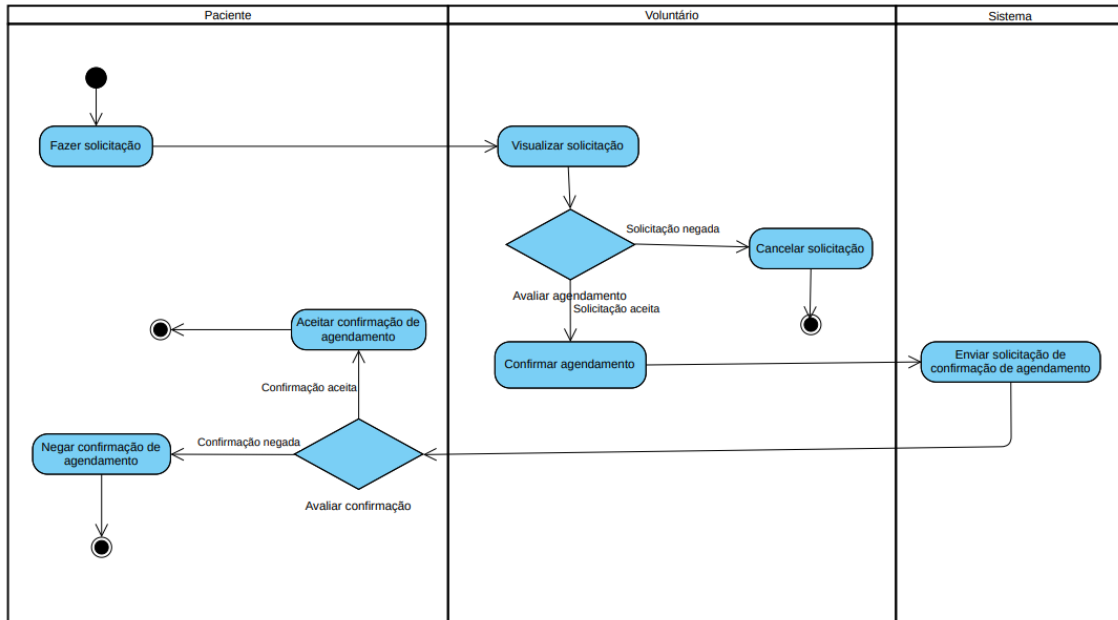 Paciente
Voluntário
Sistema
Fazer solicitação
Visualizar solicitação
Solicitação negada
Cancelar solicitação
Avaliar agendamento
Solicitação aceita
Aceitar confirmação de
agendamento
Confirmar agendamento
Enviar solicitação de
confirmação de agendamento
Confirmação aceita
Confirmação negada
Negar confirmação de
agendamento
Avaliar confirmação